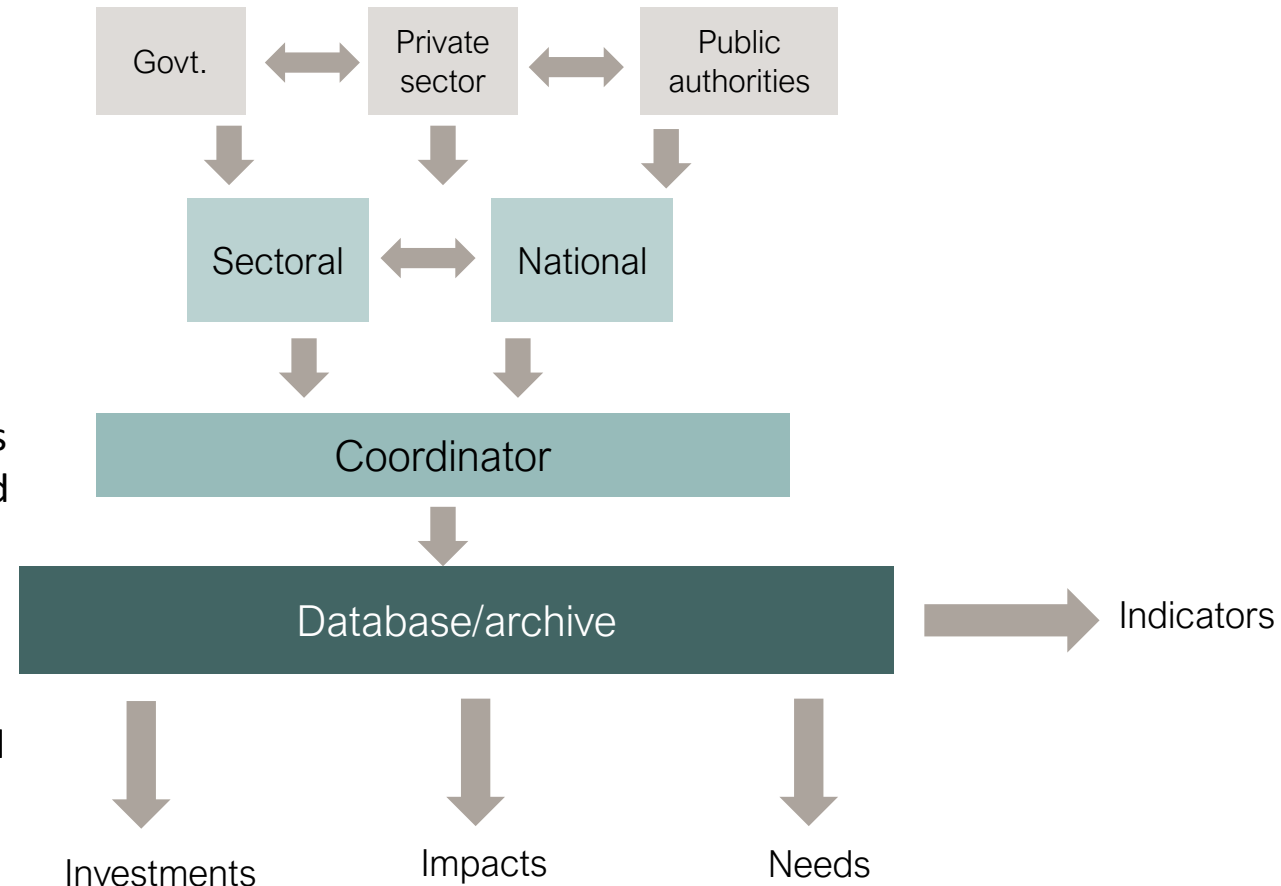 Govt.
Private
sector
Public
authorities
Sectoral
National
Coordinator
Database/archive
Indicators
Investments
Impacts
Needs